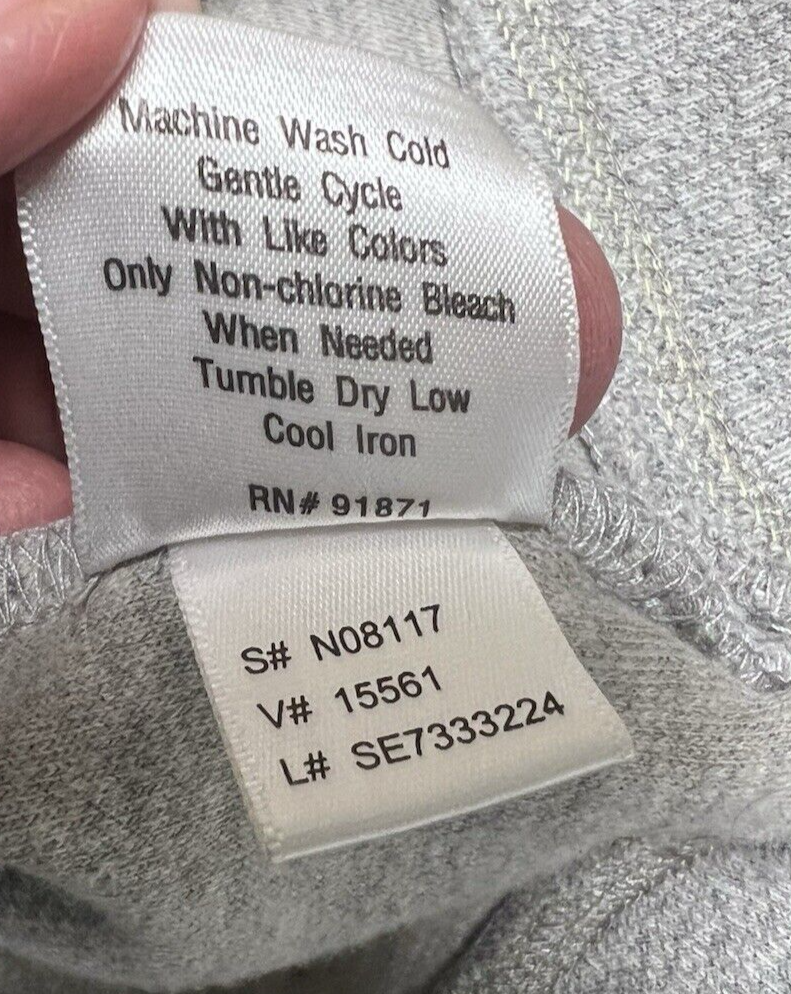 Machine Wash Cold
Gentle Cycle
With Like Colors
Only Non-chlorine Bleach
When Needed
Tumble Dry Low
Cool Iron
RN# 91871
S# N08117
V# 15561
L# SE7333224